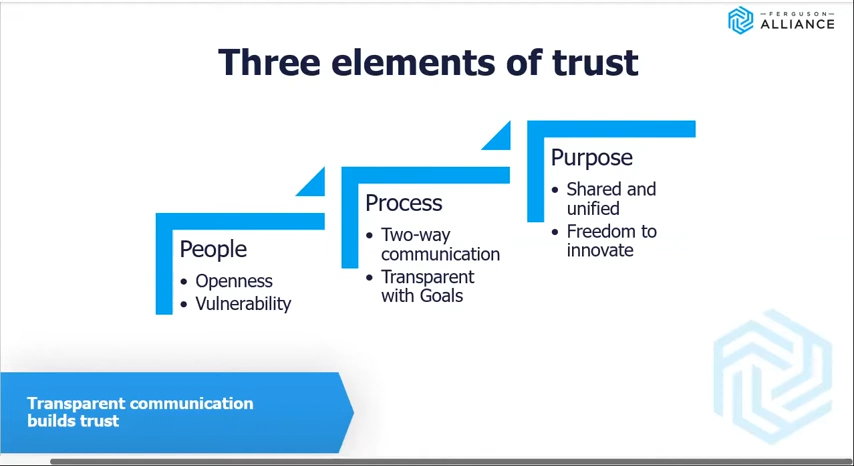 FERGUSON
ALLIANCE
Three elements of trust
People
• Openness
• Vulnerability
Process
• Two-way
communication
• Transparent
with Goals
Purpose
• Shared and
unified
• Freedom to
innovate
Transparent communication
builds trust